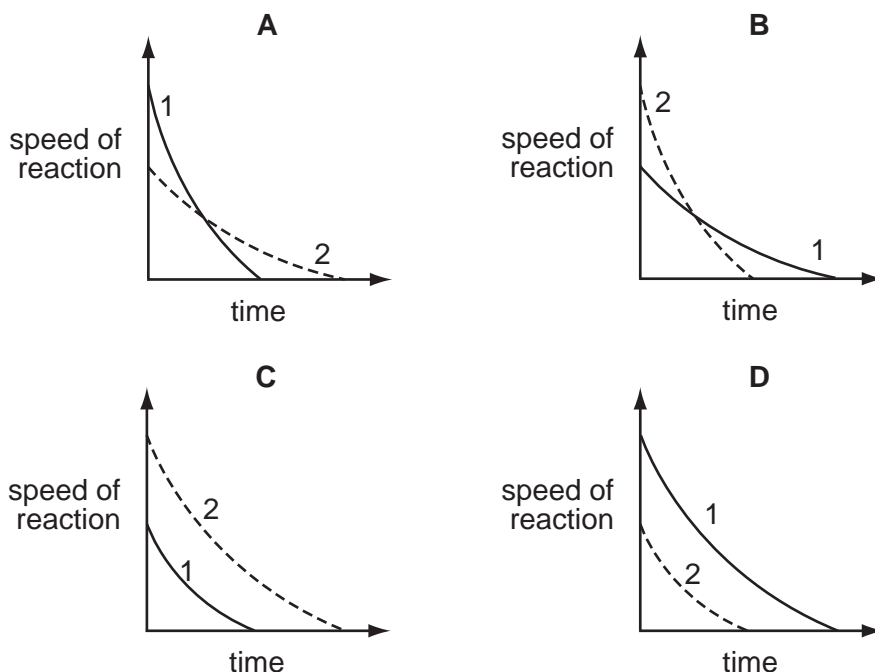 A
1
speed of
reaction
2
time
B
2
speed of
reaction
1
time
C
speed of
reaction
2
1
time
D
speed of
reaction
1
2
time